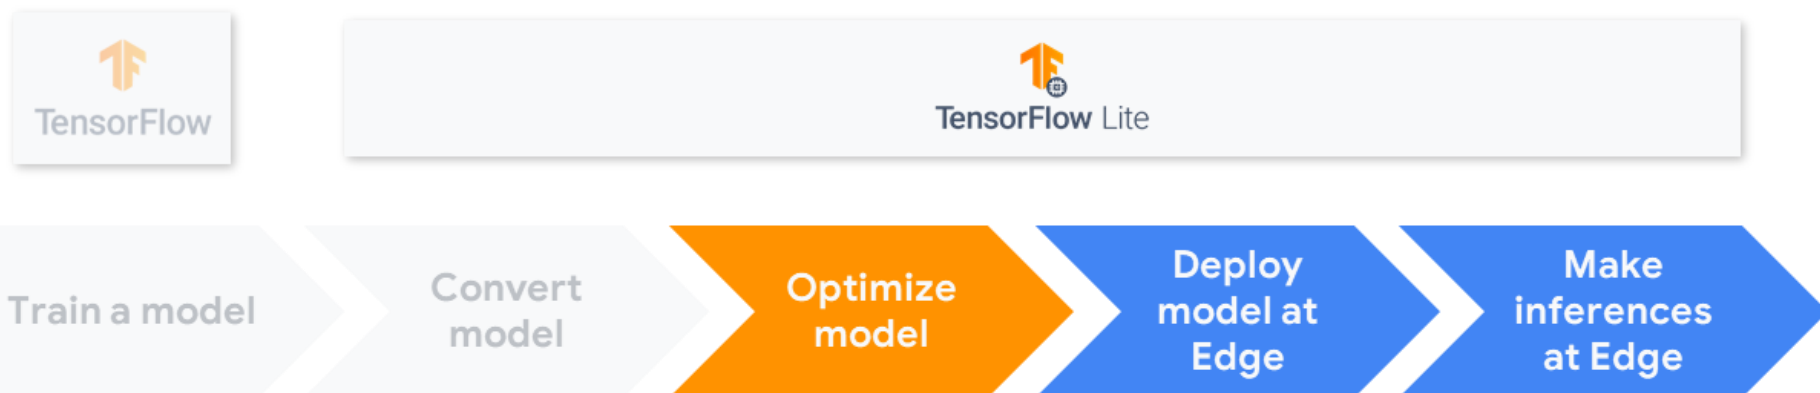 TensorFlow
TensorFlow Lite
Train a model
Convert
model
Optimize
model
Deploy
model at
Edge
Make
inferences
at Edge